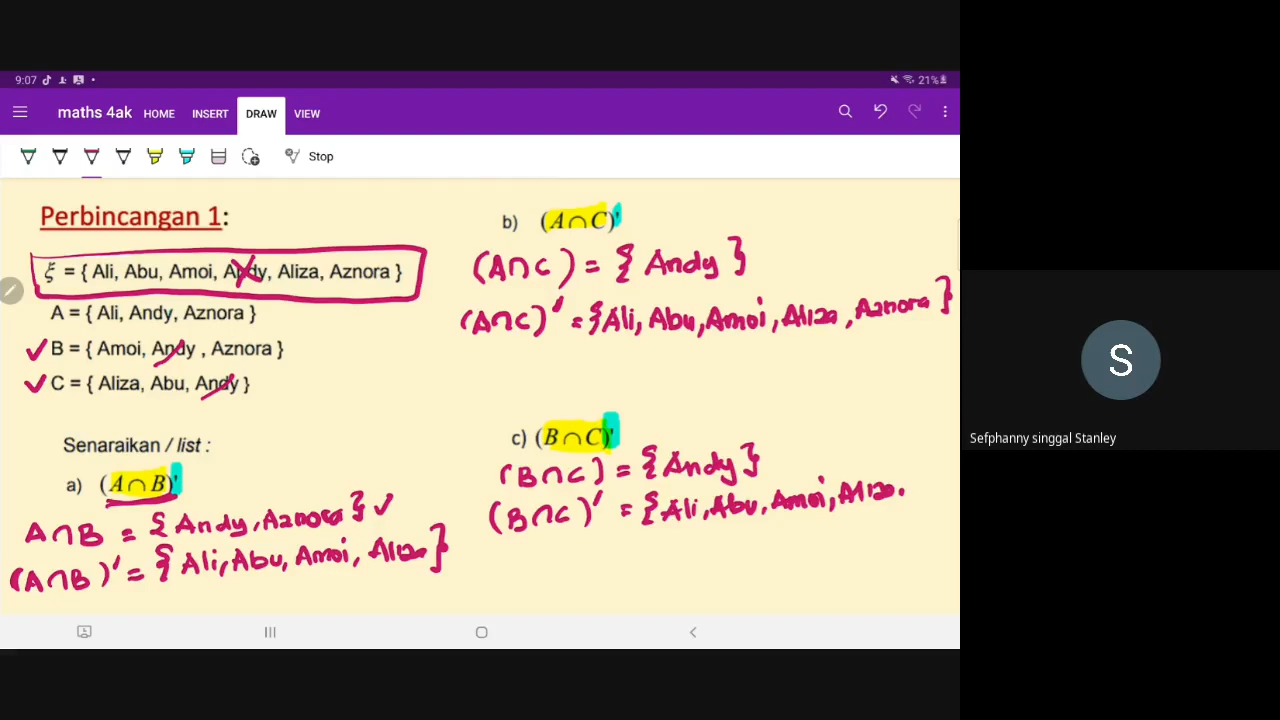 9:07
21%
maths 4ak HOME INSERT DRAW VIEW
Stop
Perbincangan 1:
ξ = { Ali, Abu, Amoi, Andy, Aliza, Aznora }
A = { Ali, Andy, Aznora }
B = { Amoi, Andy , Aznora }
C = { Aliza, Abu, Andy }
Senaraikan / list :
a) (A ∩ B)'
A∩B = {Andy, Aznora}
(A∩B)' = {Ali, Abu, Amoi, Aliza}
b) (A ∩ C)'
(A∩C) = {Andy}
(A∩C)' = {Ali, Abu, Amoi, Aliza, Aznora}
c) (B ∩ C)'
(B∩C) = {Andy}
(B∩C)' = {Ali, Abu, Amoi, Aliza.
S
Sefphanny singgal Stanley